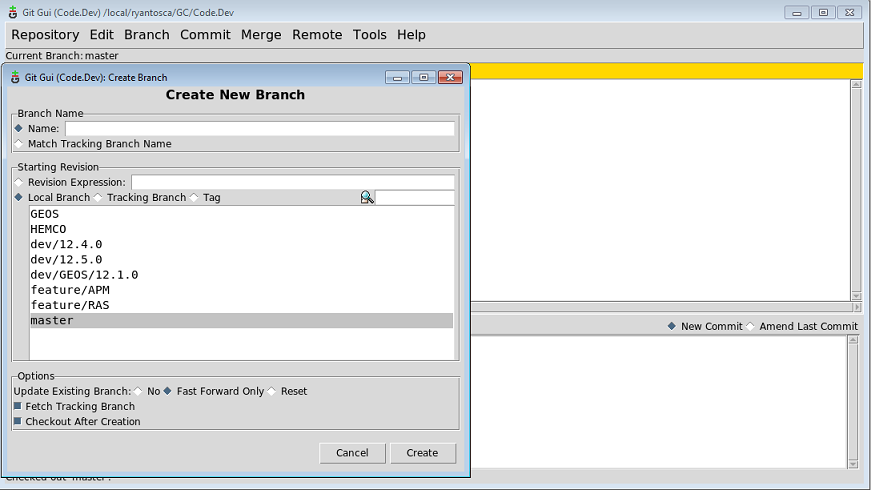 Git Gui (Code.Dev) /local/ryantosca/GC/Code.Dev
Repository Edit Branch Commit Merge Remote Tools Help
Current Branch: master
Git Gui (Code.Dev): Create Branch
Create New Branch
Branch Name
Name:
Match Tracking Branch Name
Starting Revision
Revision Expression:
Local Branch Tracking Branch Tag
GEOS
HEMCO
dev/12.4.0
dev/12.5.0
dev/GEOS/12.1.0
feature/APM
feature/RAS
master
New Commit Amend Last Commit
Options
Update Existing Branch: No Fast Forward Only Reset
Fetch Tracking Branch
Checkout After Creation
Cancel Create
Checked out 'master'.